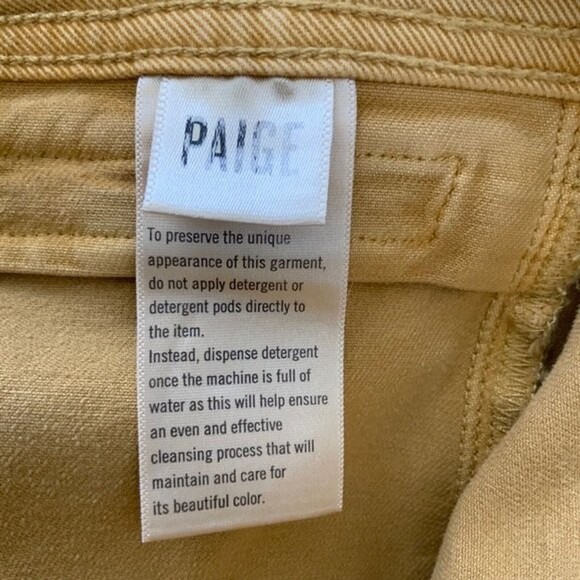 PAIGE
To preserve the unique
appearance of this garment,
do not apply detergent or
detergent pods directly to
the item.
Instead, dispense detergent
once the machine is full of
water as this will help ensure
an even and effective
cleansing process that will
maintain and care for
its beautiful color.